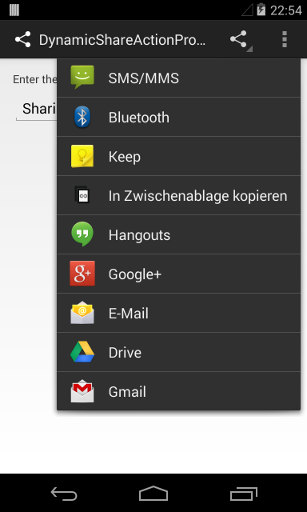 22:54
DynamicShareActionPro...
Enter the
Shari
SMS/MMS
Bluetooth
Keep
In Zwischenablage kopieren
Hangouts
Google+
E-Mail
Drive
Gmail